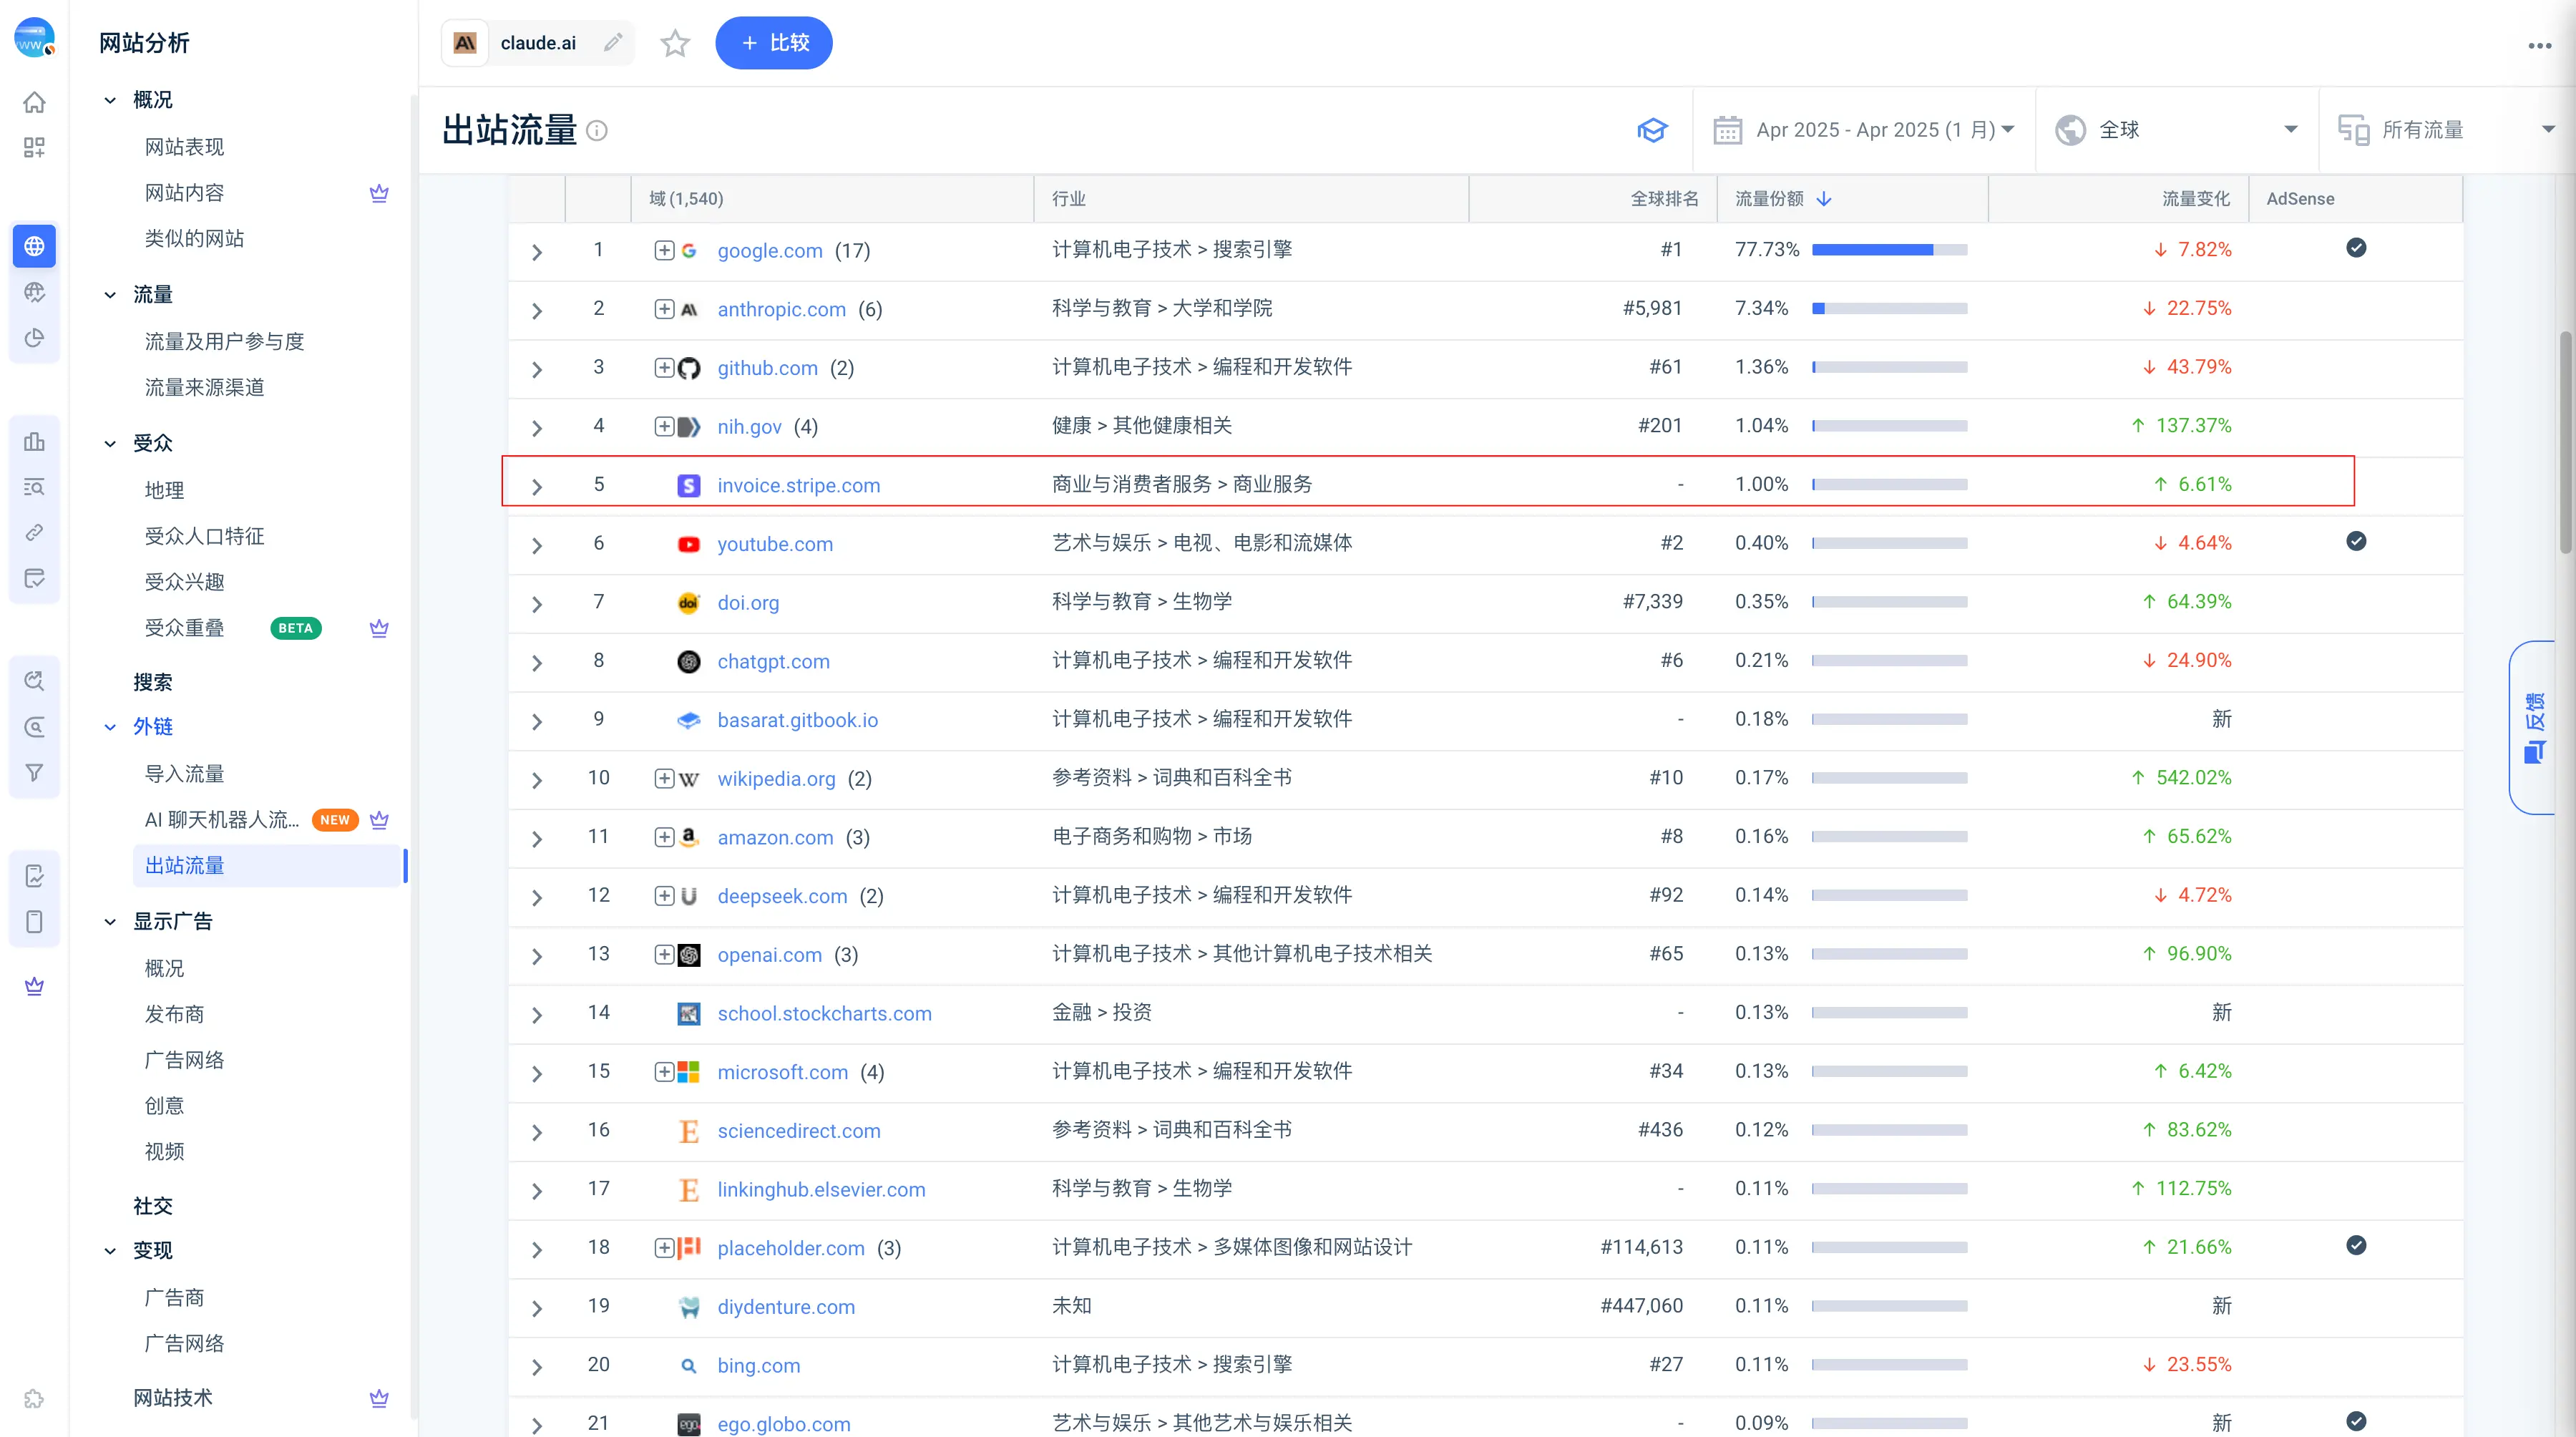 网站分析
概况
网站表现
网站内容
类似的网站
流量
流量及用户参与度
流量来源渠道
受众
地理
受众人口特征
受众兴趣
受众重叠 BETA
搜索
外链
导入流量
AI 聊天机器人流... NEW
出站流量
显示广告
概况
发布商
广告网络
创意
视频
社交
变现
广告商
广告网络
网站技术
claude.ai
+ 比较
出站流量
Apr 2025 - Apr 2025 (1 月) 全球 所有流量
域 (1,540) 行业 全球排名 流量份额 ↓ 流量变化 AdSense
1 google.com (17) 计算机电子技术 > 搜索引擎 #1 77.73% ↓ 7.82%
2 anthropic.com (6) 科学与教育 > 大学和学院 #5,981 7.34% ↓ 22.75%
3 github.com (2) 计算机电子技术 > 编程和开发软件 #61 1.36% ↓ 43.79%
4 nih.gov (4) 健康 > 其他健康相关 #201 1.04% ↑ 137.37%
5 invoice.stripe.com 商业与消费者服务 > 商业服务 - 1.00% ↑ 6.61%
6 youtube.com 艺术与娱乐 > 电视、电影和流媒体 #2 0.40% ↓ 4.64%
7 doi.org 科学与教育 > 生物学 #7,339 0.35% ↑ 64.39%
8 chatgpt.com 计算机电子技术 > 编程和开发软件 #6 0.21% ↓ 24.90%
9 basarat.gitbook.io 计算机电子技术 > 编程和开发软件 - 0.18% 新
10 wikipedia.org (2) 参考资料 > 词典和百科全书 #10 0.17% ↑ 542.02%
11 amazon.com (3) 电子商务和购物 > 市场 #8 0.16% ↑ 65.62%
12 deepseek.com (2) 计算机电子技术 > 编程和开发软件 #92 0.14% ↓ 4.72%
13 openai.com (3) 计算机电子技术 > 其他计算机电子技术相关 #65 0.13% ↑ 96.90%
14 school.stockcharts.com 金融 > 投资 - 0.13% 新
15 microsoft.com (4) 计算机电子技术 > 编程和开发软件 #34 0.13% ↑ 6.42%
16 sciencedirect.com 参考资料 > 词典和百科全书 #436 0.12% ↑ 83.62%
17 linkinghub.elsevier.com 科学与教育 > 生物学 - 0.11% ↑ 112.75%
18 placeholder.com (3) 计算机电子技术 > 多媒体图像和网站设计 #114,613 0.11% ↑ 21.66%
19 diydenture.com 未知 #447,060 0.11% 新
20 bing.com 计算机电子技术 > 搜索引擎 #27 0.11% ↓ 23.55%
21 ego.globo.com 艺术与娱乐 > 其他艺术与娱乐相关 - 0.09% 新
反馈